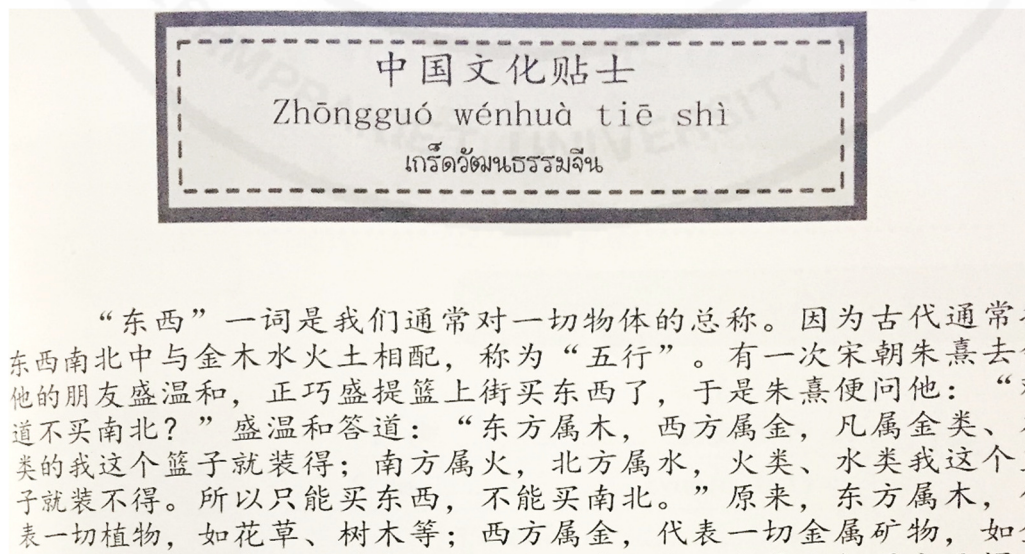 中国文化贴士
Zhōngguó wénhuà tiē shì
เกร็ดวัฒนธรรมจีน
“东西”一词是我们通常对一切物体的总称。因为古代通常
东西南北中与金木水火土相配，称为“五行”。有一次宋朝朱熹去
他的朋友盛温和，正巧盛提篮上街买东西了，于是朱熹便问他：“
道不买南北？”盛温和答道：“东方属木，西方属金，凡属金类、
类的我这个篮子就装得；南方属火，北方属水，火类、水类我这个
子就装不得。所以只能买东西，不能买南北。”原来，东方属木，
表一切植物，如花草、树木等；西方属金，代表一切金属矿物，如